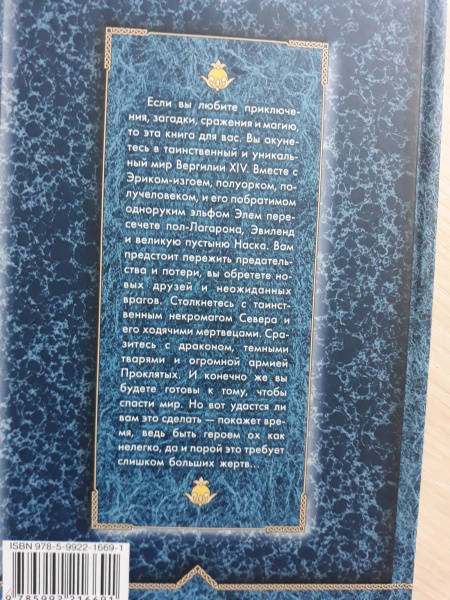 Если вы любите приключе-
ния, загадки, сражения и магию,
то эта книга для вас. Вы окуне-
тесь в таинственный и уникаль-
ный мир Вергилии XIV. Вместе с
Эриком-изгоем, полуорком, по-
лучеловеком, и его побратимом
одноруким эльфом Элем пере-
сечете пол-Лагарона, Эвиленд
и великую пустыню Наска. Вам
предстоит пережить предатель-
ства и потери, вы обретете но-
вых друзей и неожиданных
врагов. Столкнетесь с таинст-
венным некромагом Севера и
его ходячими мертвецами. Сра-
зитесь с драконом, темными
тварями и огромной армией
Проклятых. И конечно же вы
будете готовы к тому, чтобы
спасти мир. Но вот удастся ли
вам это сделать — покажет вре-
мя, ведь быть героем ох как
нелегко, да и порой это требует
слишком больших жертв...
ISBN 978-5-9922-1669-1
9 785992 216691